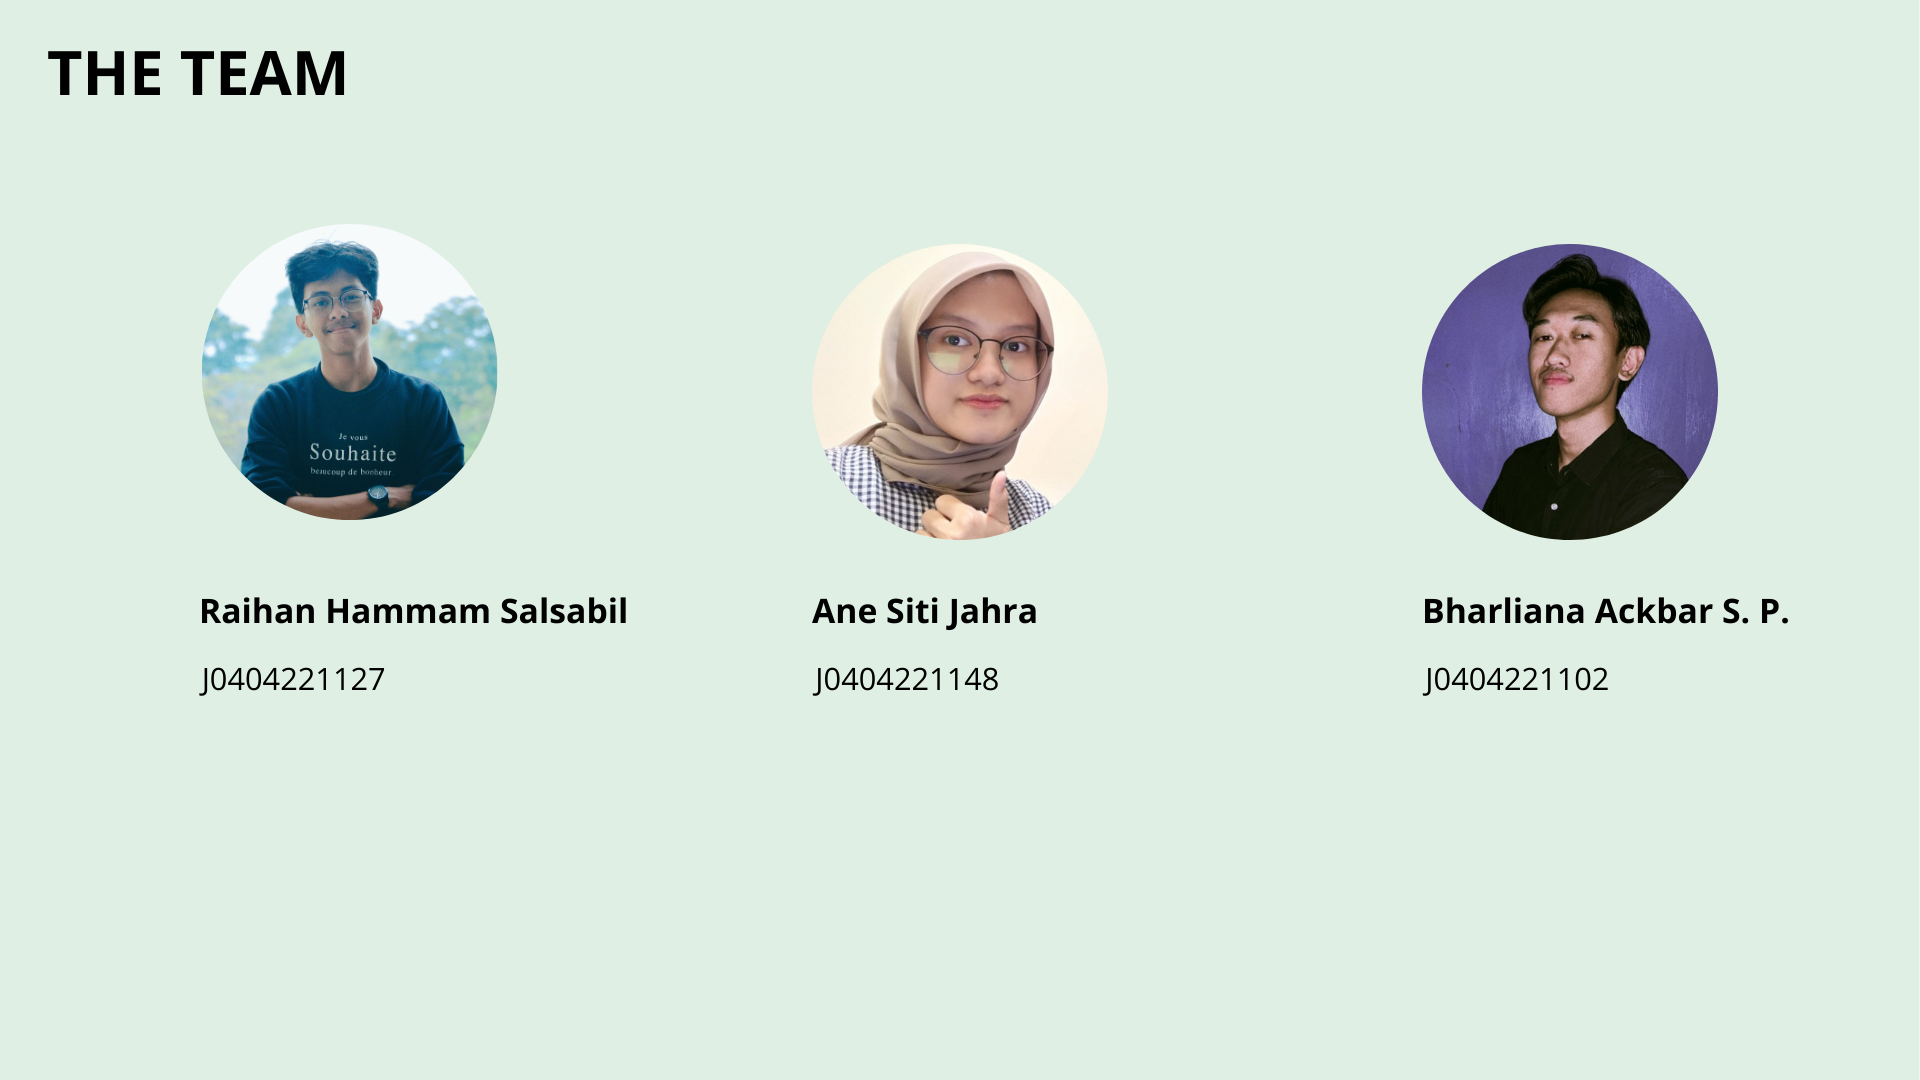 THE TEAM
Je vous
Souhaite
beaucoup de bonheur
Raihan Hammam Salsabil
Ane Siti Jahra
Bharliana Ackbar S. P.
J0404221127
J0404221148
J0404221102